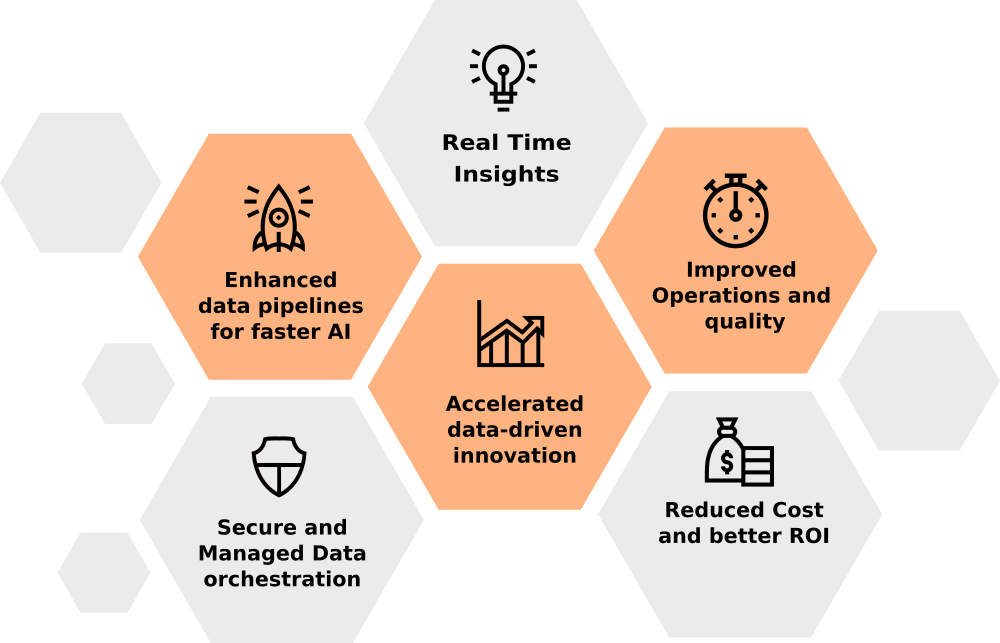 Real Time
Insights
Enhanced
data pipelines
for faster AI
Improved
Operations and
quality
Accelerated
data-driven
innovation
Secure and
Managed Data
orchestration
$
Reduced Cost
and better ROI